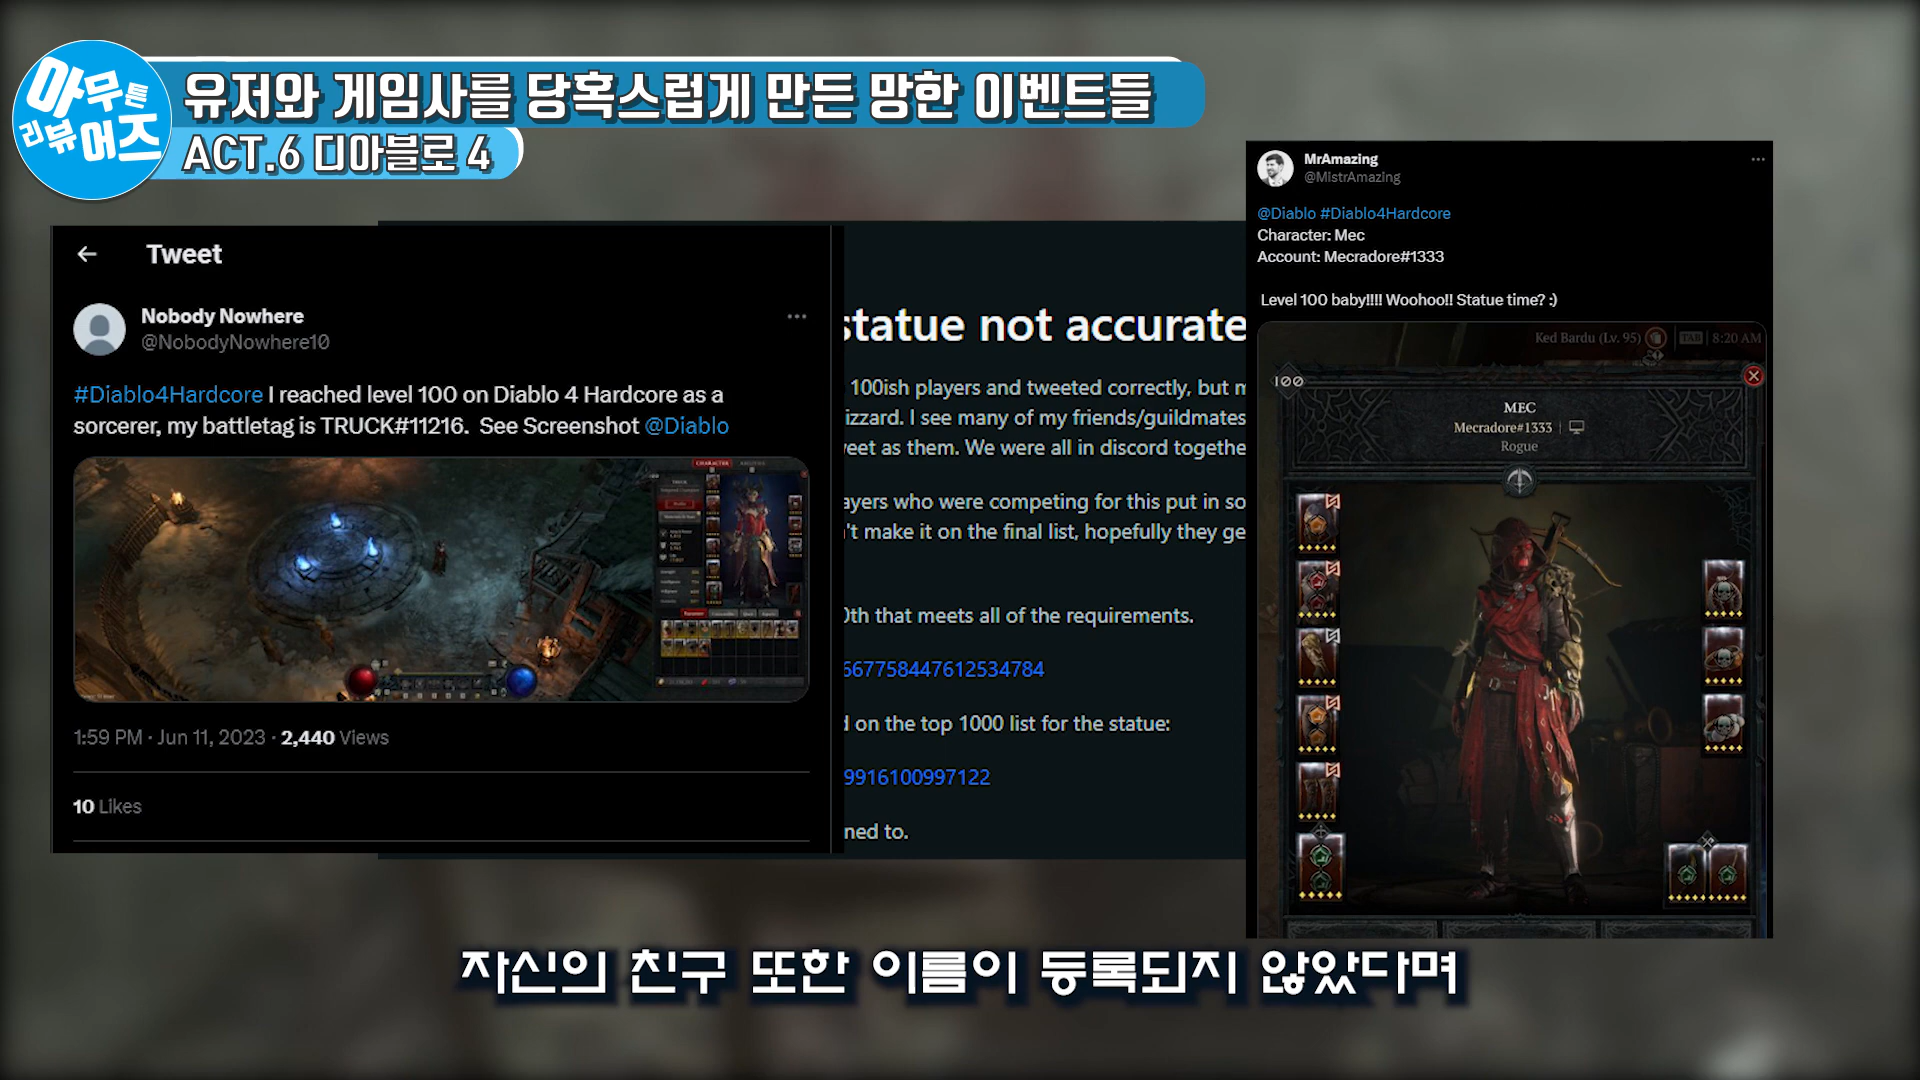 아무튼
리뷰어즈
유저와 게임사를 당혹스럽게 만든 망한 이벤트들
ACT.6 디아블로 4
Tweet
Nobody Nowhere
@NobodyNowhere10
#Diablo4Hardcore I reached level 100 on Diablo 4 Hardcore as a
sorcerer, my battletag is TRUCK#11216. See Screenshot @Diablo
CHARACTER
1:59 PM · Jun 11, 2023 · 2,440 Views
10 Likes
statue not accurate
100ish players and tweeted correctly, but m
izzard. I see many of my friends/guildmates
eet as them. We were all in discord togethe
ayers who were competing for this put in so
't make it on the final list, hopefully they ge
0th that meets all of the requirements.
667758447612534784
d on the top 1000 list for the statue:
9916100997122
ned to.
MrAmazing
@MistrAmazing
@Diablo #Diablo4Hardcore
Character: Mec
Account: Mecradore#1333
Level 100 baby!!!! Woohoo!! Statue time? :)
Ked Bardu (Lv. 95) TAB 8:20 AM
100
MEC
Mecradore#1333
Rogue
자신의 친구 또한 이름이 등록되지 않았다며